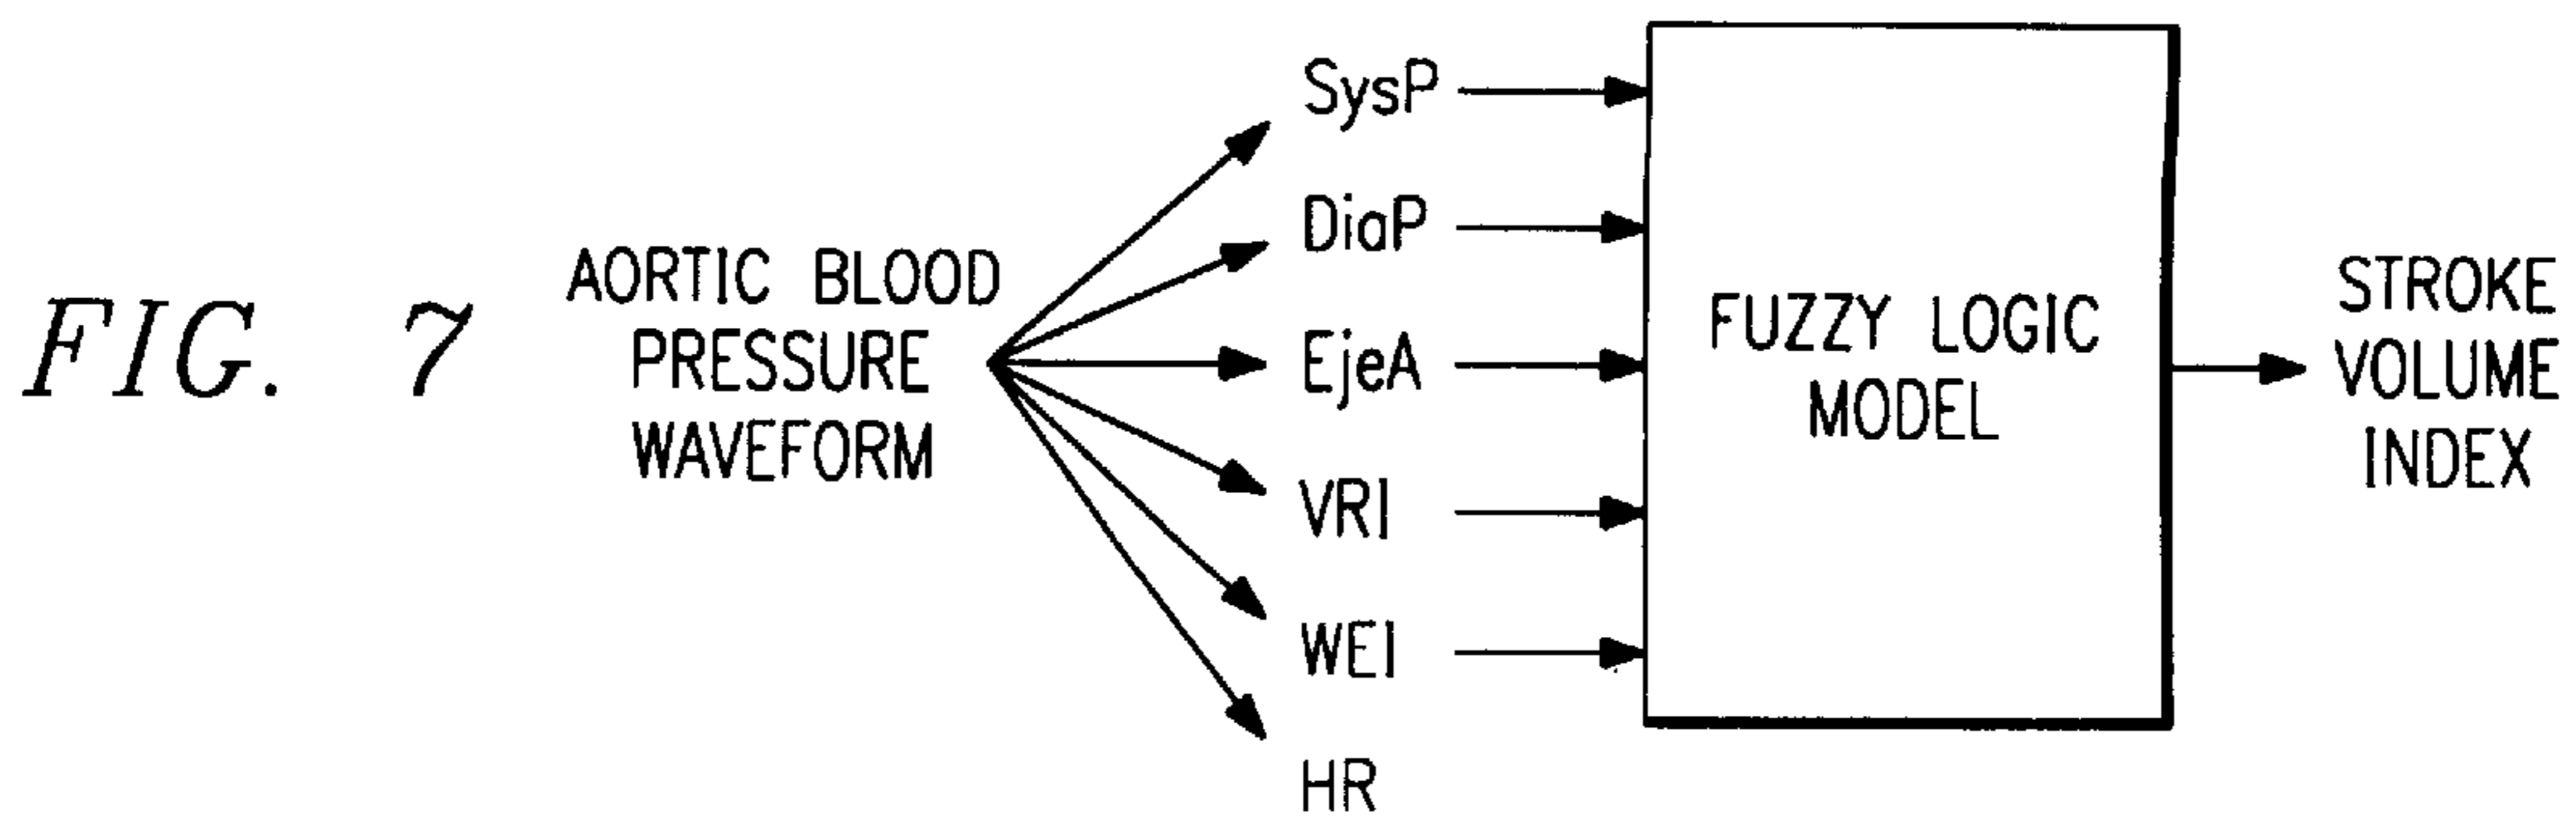 FIG. 7
AORTIC BLOOD
PRESSURE
WAVEFORM
SysP
DiaP
EjeA
VRI
WEI
HR
FUZZY LOGIC
MODEL
STROKE
VOLUME
INDEX